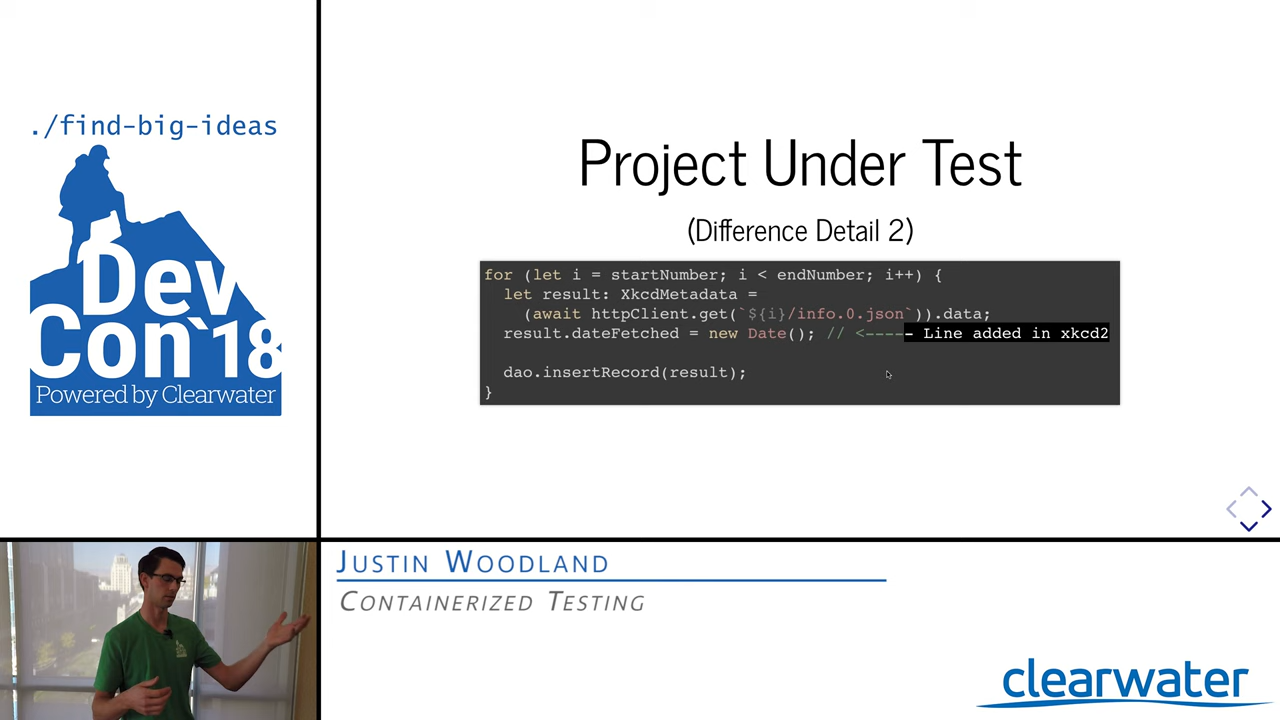 ./find-big-ideas
Dev
Con`18
Powered by Clearwater
Project Under Test
(Difference Detail 2)
for (let i = startNumber; i < endNumber; i++) {
let result: XkcdMetadata =
(await httpClient.get(`${i}/info.0.json`)).data;
result.dateFetched = new Date(); // <----- Line added in xkcd2
dao.insertRecord(result);
}
Justin Woodland
Containerized Testing
clearwater